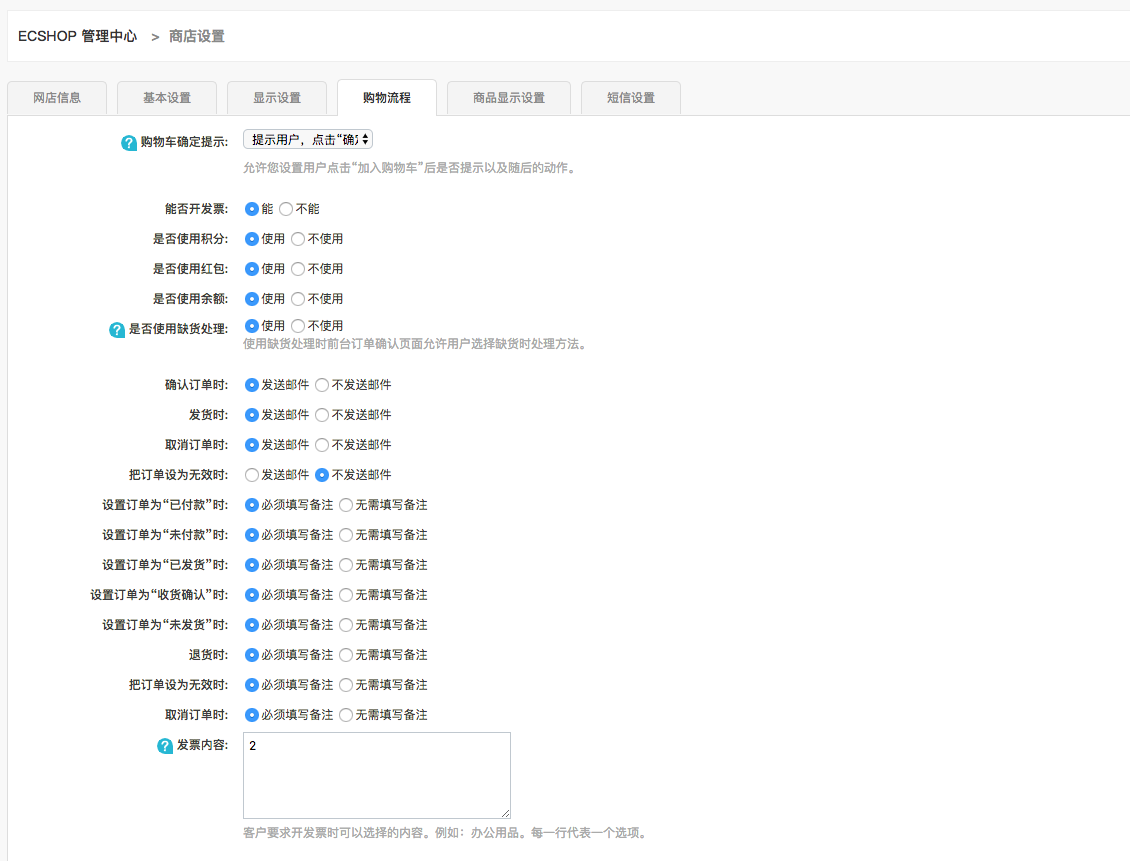 ECSHOP 管理中心 > 商店设置
网店信息 基本设置 显示设置 购物流程 商品显示设置 短信设置
? 购物车确定提示: 提示用户，点击“确
允许您设置用户点击“加入购物车”后是否提示以及随后的动作。
能否开发票: 能 不能
是否使用积分: 使用 不使用
是否使用红包: 使用 不使用
是否使用余额: 使用 不使用
? 是否使用缺货处理: 使用 不使用
使用缺货处理时前台订单确认页面允许用户选择缺货时处理方法。
确认订单时: 发送邮件 不发送邮件
发货时: 发送邮件 不发送邮件
取消订单时: 发送邮件 不发送邮件
把订单设为无效时: 发送邮件 不发送邮件
设置订单为“已付款”时: 必须填写备注 无需填写备注
设置订单为“未付款”时: 必须填写备注 无需填写备注
设置订单为“已发货”时: 必须填写备注 无需填写备注
设置订单为“收货确认”时: 必须填写备注 无需填写备注
设置订单为“未发货”时: 必须填写备注 无需填写备注
退货时: 必须填写备注 无需填写备注
把订单设为无效时: 必须填写备注 无需填写备注
取消订单时: 必须填写备注 无需填写备注
? 发票内容: 2
客户要求开发票时可以选择的内容。例如：办公用品。每一行代表一个选项。